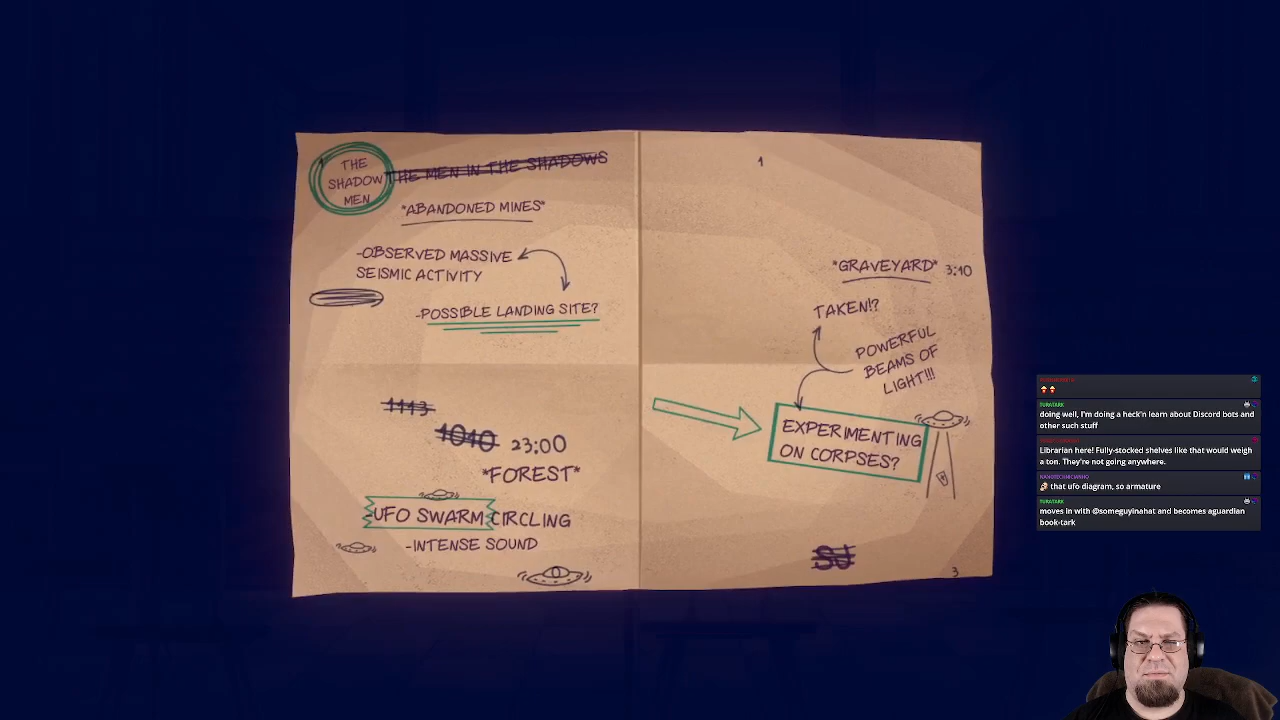 THE
SHADOW
MEN
THE MEN IN THE SHADOWS
*ABANDONED MINES*
-OBSERVED MASSIVE
SEISMIC ACTIVITY
-POSSIBLE LANDING SITE?
1113
1010 23:00
*FOREST*
-UFO SWARM CIRCLING
-INTENSE SOUND
1
*GRAVEYARD* 3:10
TAKEN!?
POWERFUL
BEAMS OF
LIGHT!!!
EXPERIMENTING
ON CORPSES?
SJ
3
TURATARK
doing well, I'm doing a heck'n learn about Discord bots and
other such stuff
Librarian here! Fully-stocked shelves like that would weigh
a ton. They're not going anywhere.
that ufo diagram, so armature
TURATARK
moves in with @someguyinahat and becomes aguardian
book-tark